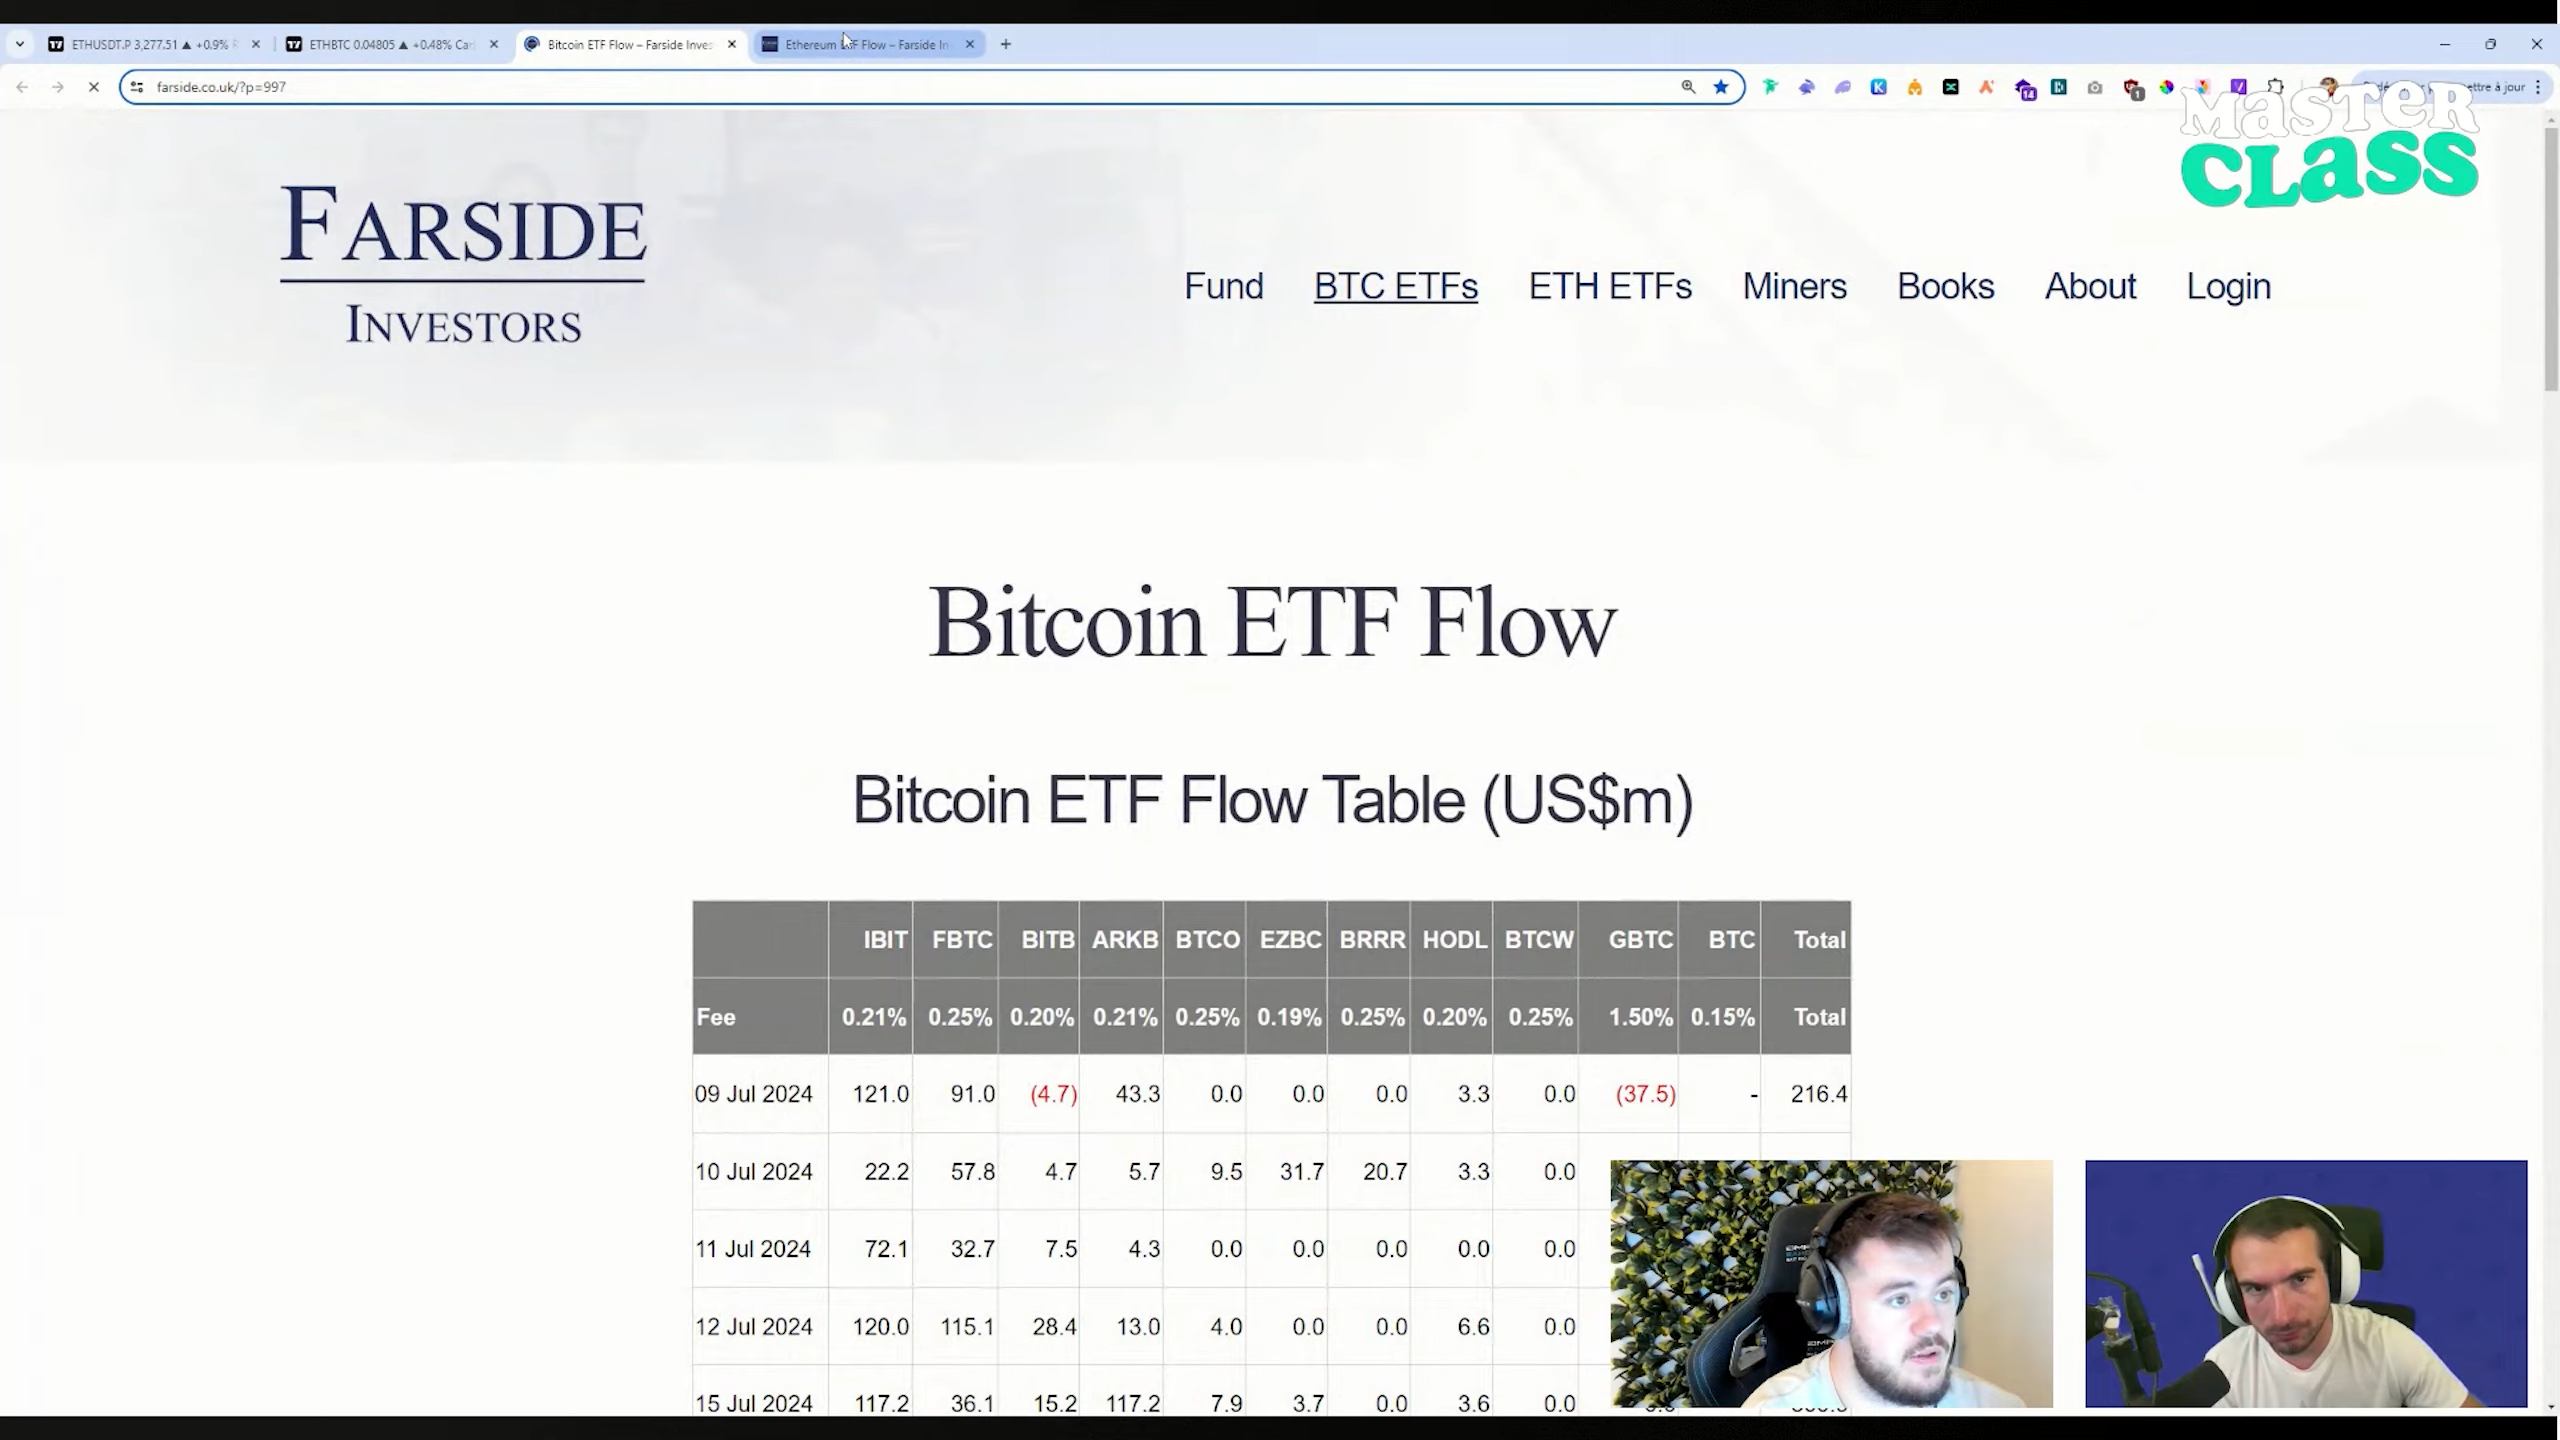 ETHUSDT.P 3,277.51 ▲ +0.9%
ETHBTC 0.04805 ▲ +0.48% Car
Bitcoin ETF Flow – Farside Inves
Ethereum ETF Flow – Farside In
farside.co.uk/?p=997
14
1
ettre à jour
MASTER
CLASS
FARSIDE
INVESTORS
Fund BTC ETFs ETH ETFs Miners Books About Login
Bitcoin ETF Flow
Bitcoin ETF Flow Table (US$m)
IBIT FBTC BITB ARKB BTCO EZBC BRRR HODL BTCW GBTC BTC Total
Fee 0.21% 0.25% 0.20% 0.21% 0.25% 0.19% 0.25% 0.20% 0.25% 1.50% 0.15% Total
09 Jul 2024 121.0 91.0 (4.7) 43.3 0.0 0.0 0.0 3.3 0.0 (37.5) - 216.4
10 Jul 2024 22.2 57.8 4.7 5.7 9.5 31.7 20.7 3.3 0.0
11 Jul 2024 72.1 32.7 7.5 4.3 0.0 0.0 0.0 0.0 0.0
12 Jul 2024 120.0 115.1 28.4 13.0 4.0 0.0 0.0 6.6 0.0
15 Jul 2024 117.2 36.1 15.2 117.2 7.9 3.7 0.0 3.6 0.0